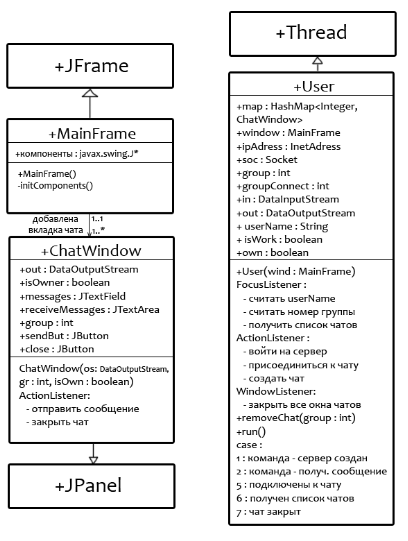 +JFrame
+MainFrame
+компоненты : javax.swing.J*
+MainFrame()
-initComponents()
добавлена
вкладка чата
1..1
1..*
+ChatWindow
+out : DataOutputStream
+isOwner : boolean
+messages : JTextField
+receiveMessages : JTextArea
+group : int
+sendBut : JButton
+close : JButton
ChatWindow(os: DataOutputStream,
gr : int, isOwn : boolean)
ActionListener:
- отправить сообщение
- закрыть чат
+JPanel
+Thread
+User
+map : HashMap<Integer,
ChatWindow>
+window : MainFrame
+ipAdress : InetAdress
+soc : Socket
+group : int
+groupConnect : int
+in : DataInputStream
+out : DataOutputStream
+ userName : String
+ isWork : boolean
+own : boolean
+User(wind : MainFrame)
FocusListener :
- считать userName
- считать номер группы
- получить список чатов
ActionListener :
- войти на сервер
- присоединиться к чату
- создать чат
WindowListener:
- закрыть все окна чатов
+removeChat(group : int)
+run()
case :
1 : команда - сервер создан
2 : команда - получ. сообщение
5 : подключены к чату
6 : получен список чатов
7 : чат закрыт